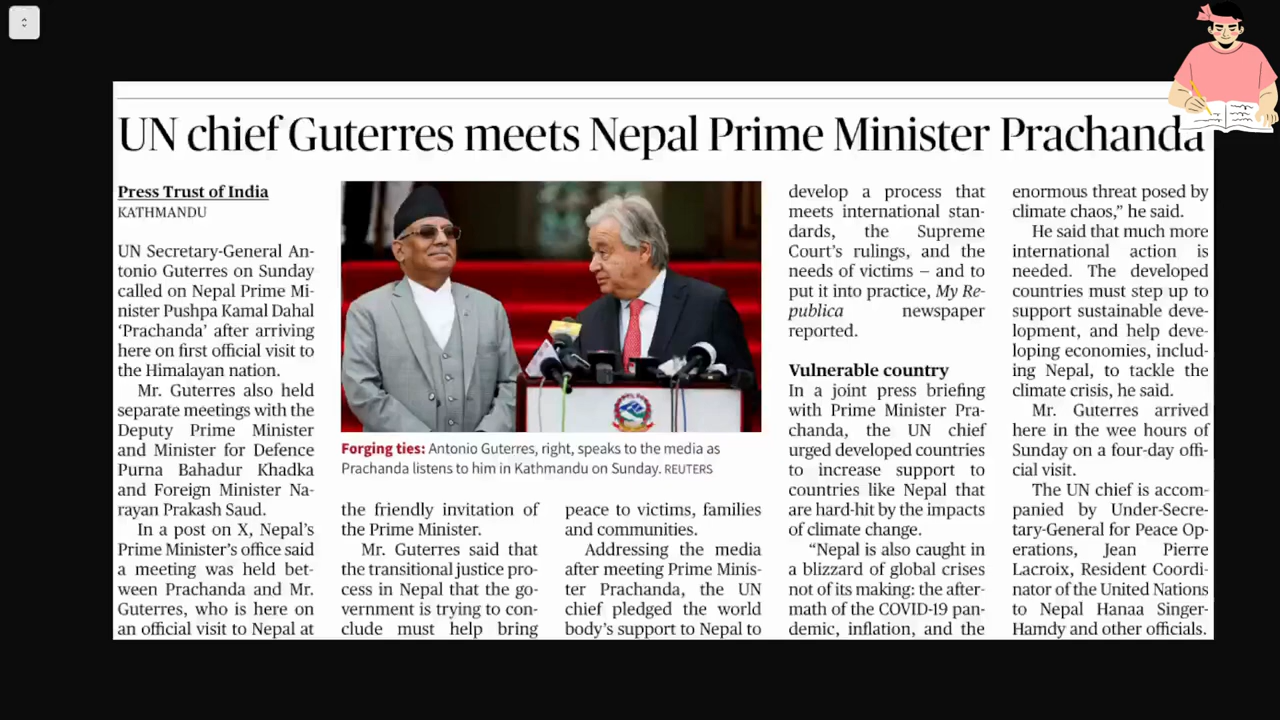 UN chief Guterres meets Nepal Prime Minister Prachanda
Press Trust of India
KATHMANDU
UN Secretary-General An-
tonio Guterres on Sunday
called on Nepal Prime Mi-
nister Pushpa Kamal Dahal
‘Prachanda’ after arriving
here on first official visit to
the Himalayan nation.
Mr. Guterres also held
separate meetings with the
Deputy Prime Minister
and Minister for Defence
Purna Bahadur Khadka
and Foreign Minister Na-
rayan Prakash Saud.
In a post on X, Nepal’s
Prime Minister’s office said
a meeting was held bet-
ween Prachanda and Mr.
Guterres, who is here on
an official visit to Nepal at
Forging ties: Antonio Guterres, right, speaks to the media as
Prachanda listens to him in Kathmandu on Sunday. REUTERS
the friendly invitation of
the Prime Minister.
Mr. Guterres said that
the transitional justice pro-
cess in Nepal that the go-
vernment is trying to con-
clude must help bring
peace to victims, families
and communities.
Addressing the media
after meeting Prime Minis-
ter Prachanda, the UN
chief pledged the world
body’s support to Nepal to
develop a process that
meets international stan-
dards, the Supreme
Court’s rulings, and the
needs of victims – and to
put it into practice, My Re-
publica newspaper
reported.
Vulnerable country
In a joint press briefing
with Prime Minister Pra-
chanda, the UN chief
urged developed countries
to increase support to
countries like Nepal that
are hard-hit by the impacts
of climate change.
“Nepal is also caught in
a blizzard of global crises
not of its making: the after-
math of the COVID-19 pan-
demic, inflation, and the
enormous threat posed by
climate chaos,” he said.
He said that much more
international action is
needed. The developed
countries must step up to
support sustainable deve-
lopment, and help deve-
loping economies, includ-
ing Nepal, to tackle the
climate crisis, he said.
Mr. Guterres arrived
here in the wee hours of
Sunday on a four-day offi-
cial visit.
The UN chief is accom-
panied by Under-Secre-
tary-General for Peace Op-
erations, Jean Pierre
Lacroix, Resident Coordi-
nator of the United Nations
to Nepal Hanaa Singer-
Hamdy and other officials.